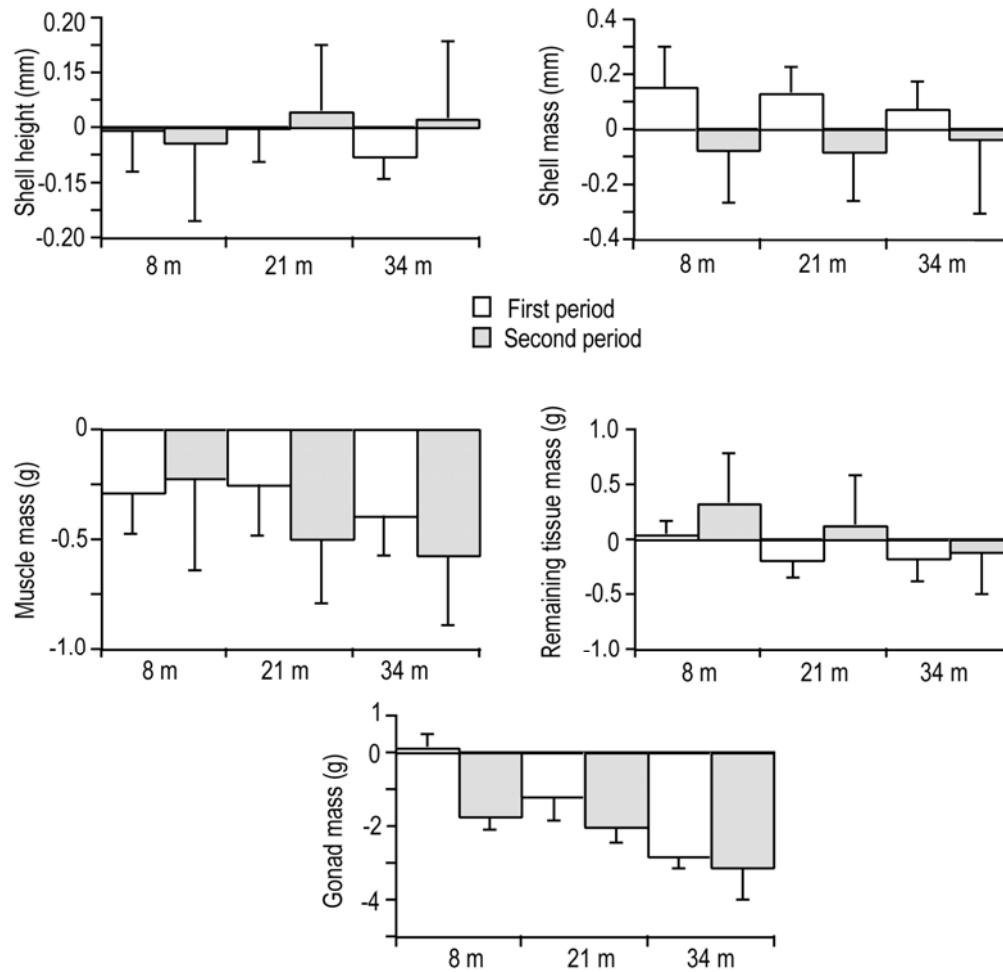 Shell height (mm)
0.20
0.15
0
-0.15
-0.20
8 m 21 m 34 m
Shell mass (mm)
0.4
0.2
0
-0.2
-0.4
8 m 21 m 34 m
First period
Second period
Muscle mass (g)
0
-0.5
-1.0
8 m 21 m 34 m
Remaining tissue mass (g)
1.0
0.5
0
-0.5
-1.0
8 m 21 m 34 m
Gonad mass (g)
1
0
-2
-4
8 m 21 m 34 m